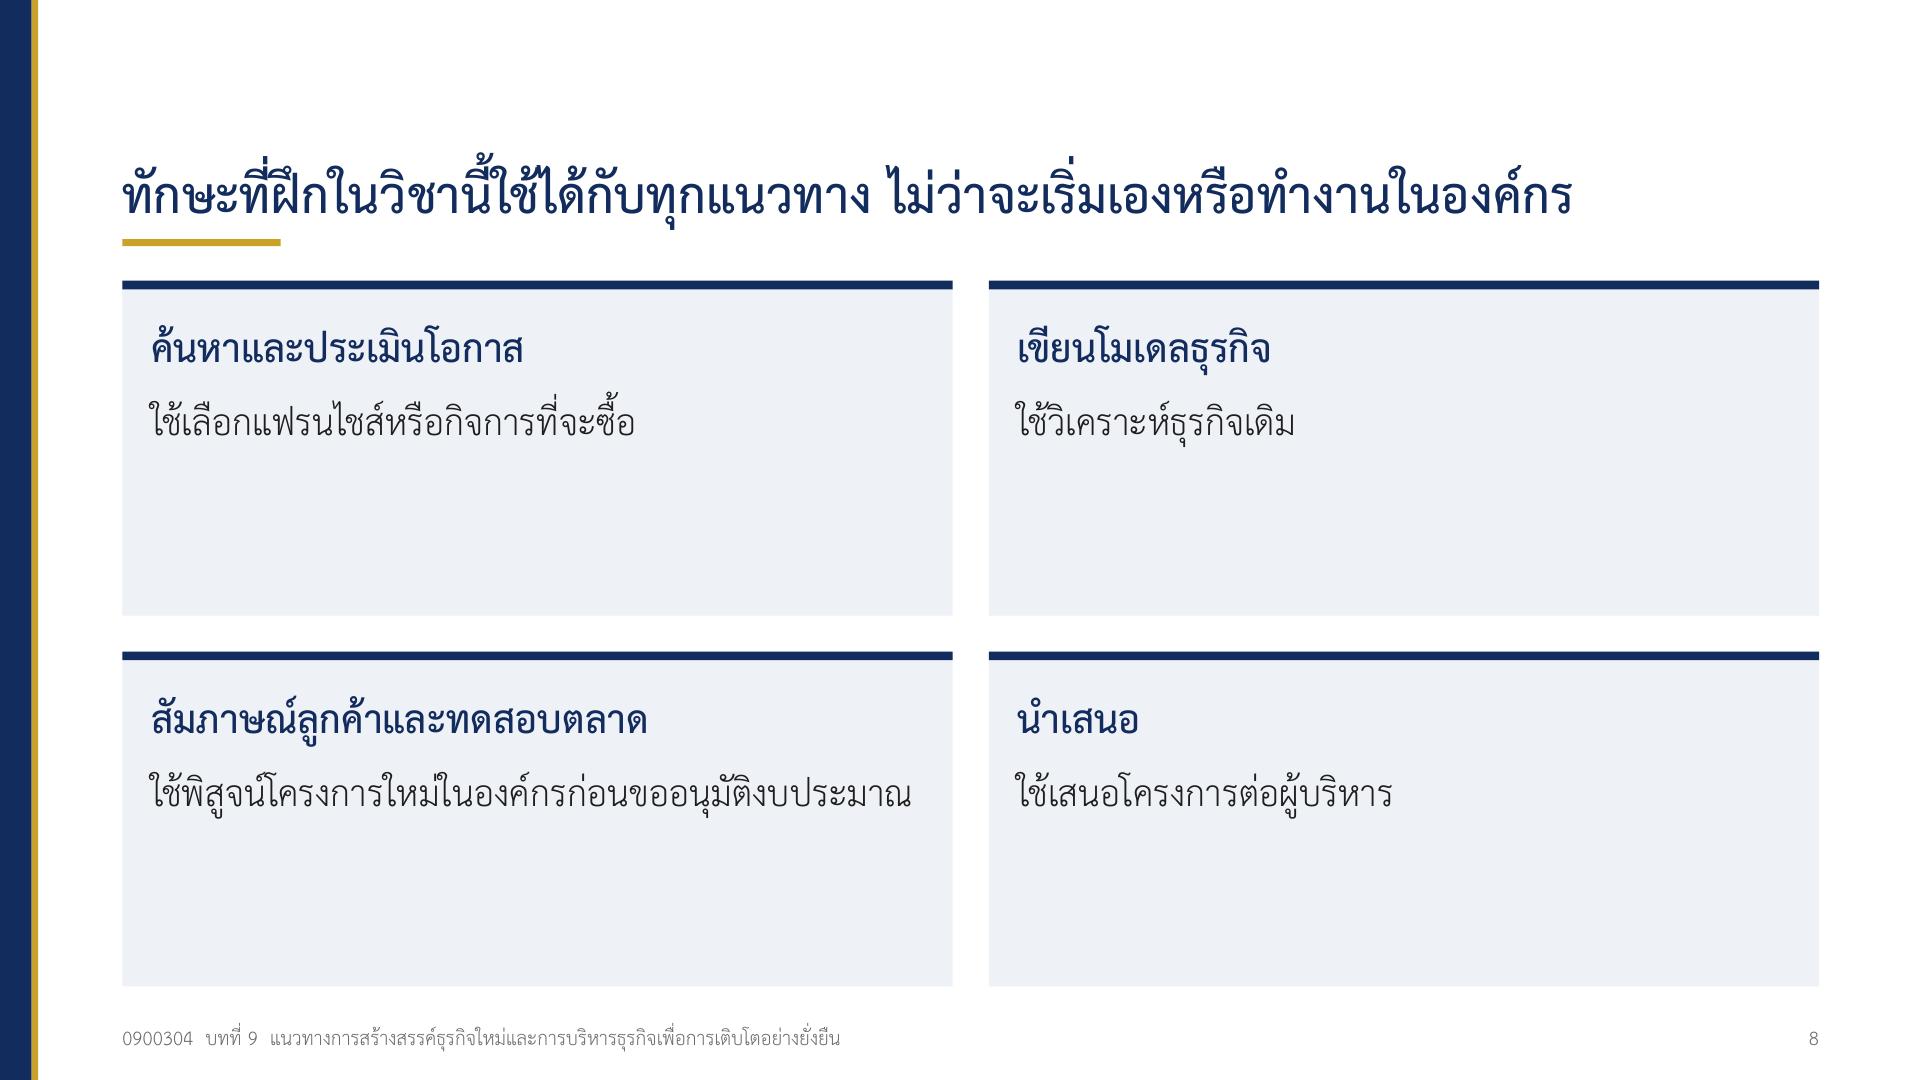 ทักษะที่ฝึกในวิชานี้ใช้ได้กับทุกแนวทาง ไม่ว่าจะเริ่มเองหรือทำงานในองค์กร
ค้นหาและประเมินโอกาส
ใช้เลือกแฟรนไชส์หรือกิจการที่จะซื้อ
เขียนโมเดลธุรกิจ
ใช้วิเคราะห์ธุรกิจเดิม
สัมภาษณ์ลูกค้าและทดสอบตลาด
ใช้พิสูจน์โครงการใหม่ในองค์กรก่อนขออนุมัติงบประมาณ
นำเสนอ
ใช้เสนอโครงการต่อผู้บริหาร
0900304 บทที่ 9 แนวทางการสร้างสรรค์ธุรกิจใหม่และการบริหารธุรกิจเพื่อการเติบโตอย่างยั่งยืน
8